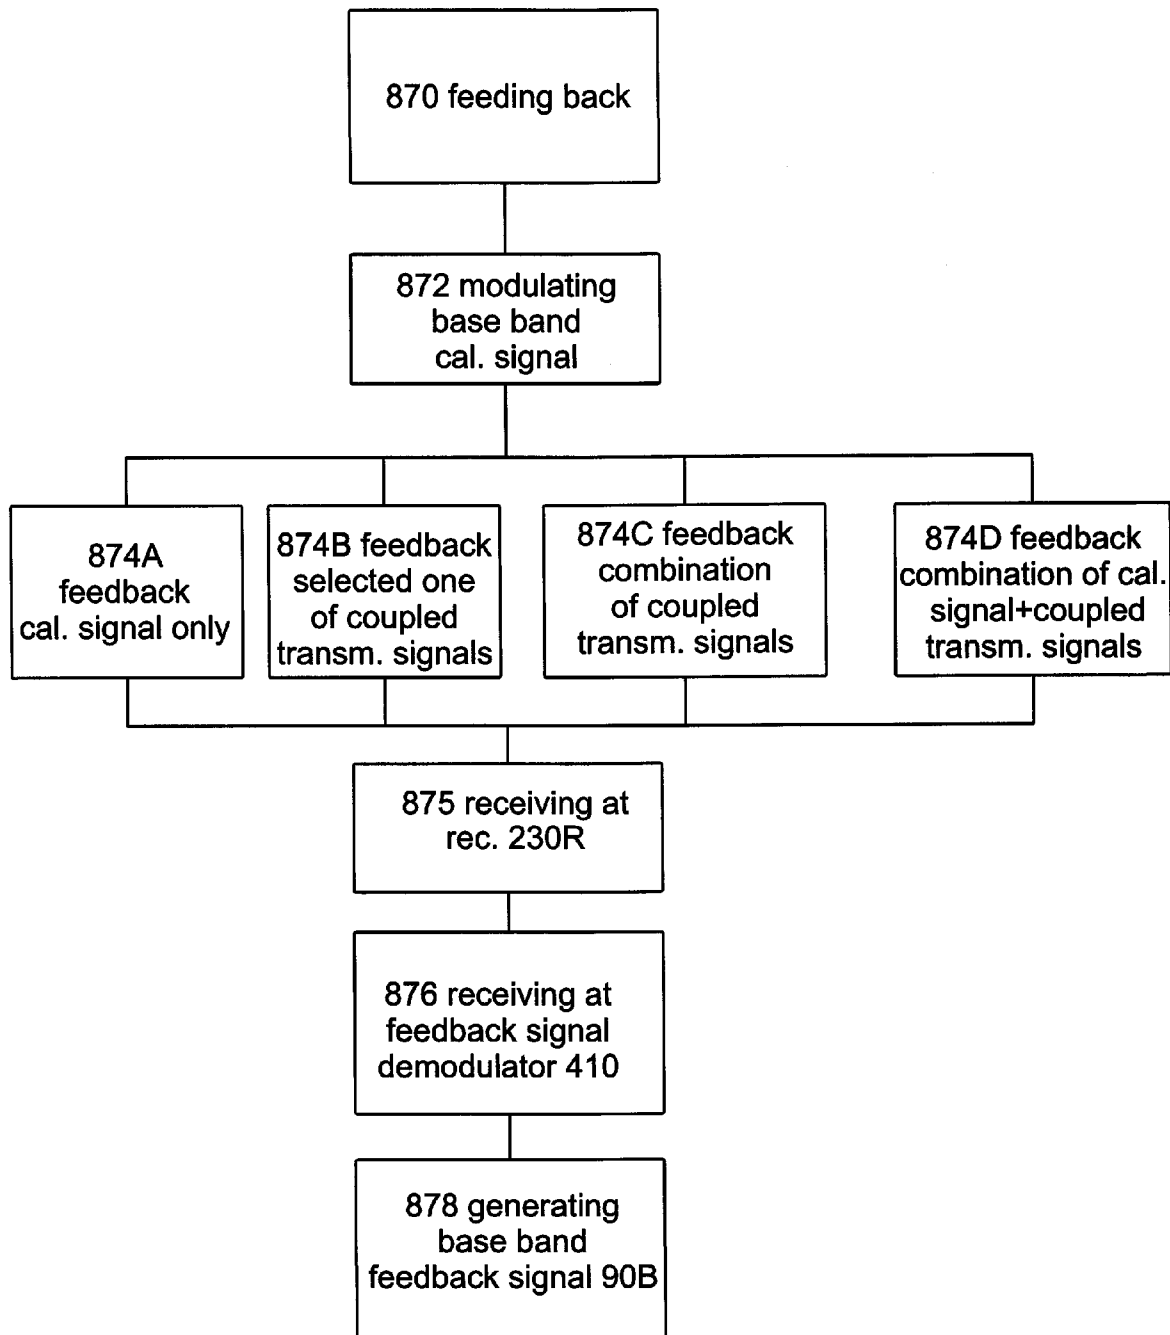 870 feeding back
872 modulating
base band
cal. signal
874A
feedback
cal. signal only
874B feedback
selected one
of coupled
transm. signals
874C feedback
combination
of coupled
transm. signals
874D feedback
combination of cal.
signal+coupled
transm. signals
875 receiving at
rec. 230R
876 receiving at
feedback signal
demodulator 410
878 generating
base band
feedback signal 90B